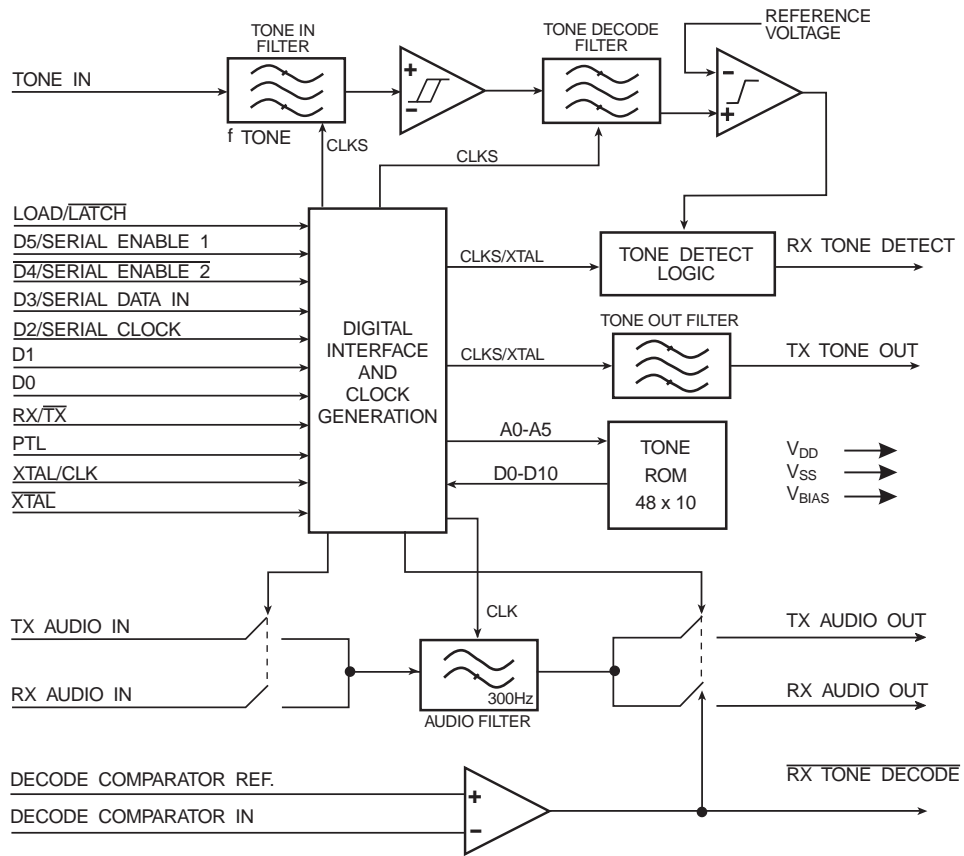 TONE IN
FILTER
TONE DECODE
FILTER
REFERENCE
VOLTAGE
TONE IN
+
-
-
+
f TONE
CLKS
CLKS
LOAD/LATCH
D5/SERIAL ENABLE 1
D4/SERIAL ENABLE 2
D3/SERIAL DATA IN
D2/SERIAL CLOCK
D1
D0
RX/TX
PTL
XTAL/CLK
XTAL
DIGITAL
INTERFACE
AND
CLOCK
GENERATION
CLKS/XTAL
TONE DETECT
LOGIC
RX TONE DETECT
TONE OUT FILTER
CLKS/XTAL
TX TONE OUT
A0-A5
D0-D10
TONE
ROM
48 x 10
VDD
VSS
VBIAS
CLK
TX AUDIO IN
RX AUDIO IN
300Hz
AUDIO FILTER
TX AUDIO OUT
RX AUDIO OUT
DECODE COMPARATOR REF.
DECODE COMPARATOR IN
+
-
RX TONE DECODE